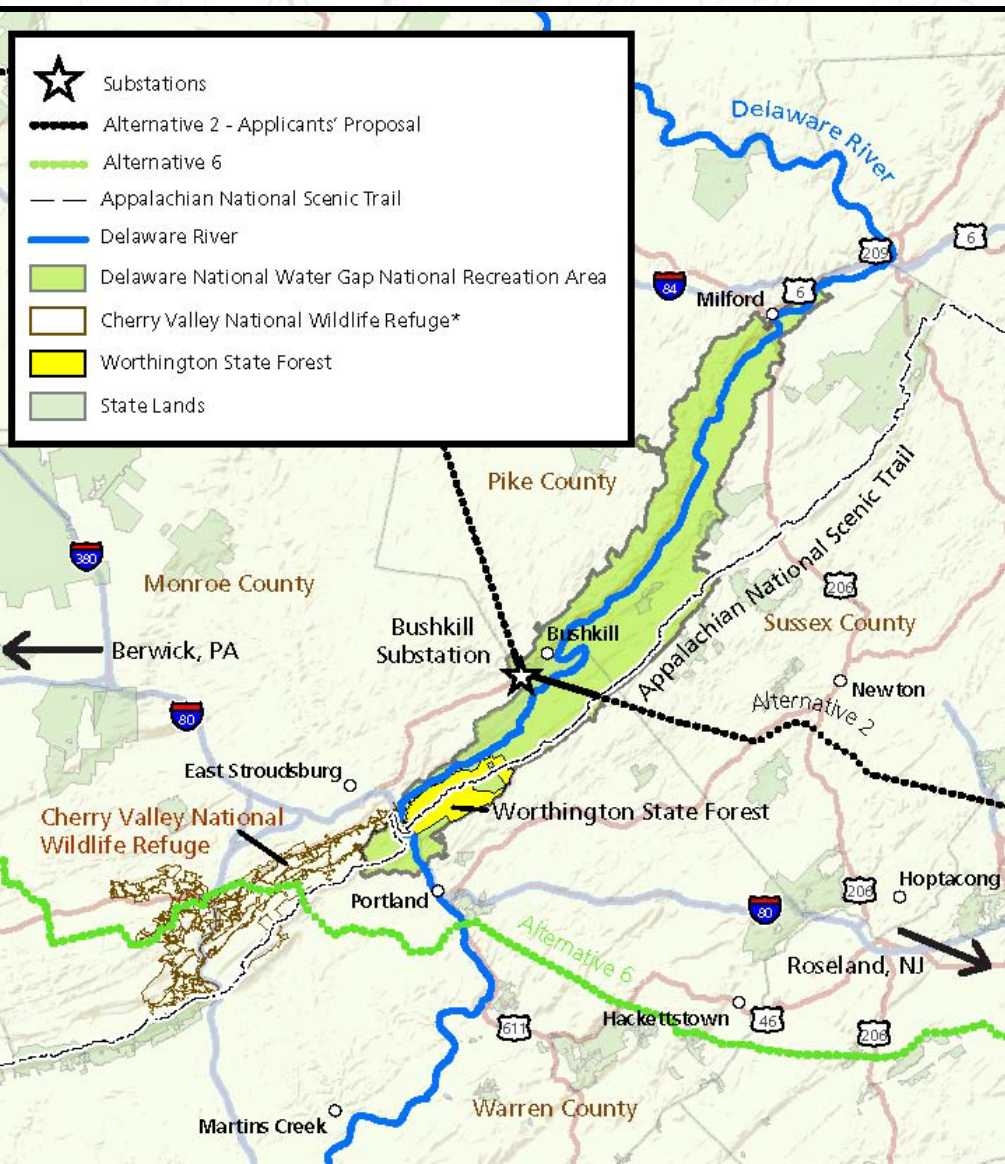 Substations
Alternative 2 - Applicants' Proposal
Alternative 6
Appalachian National Scenic Trail
Delaware River
Delaware National Water Gap National Recreation Area
Cherry Valley National Wildlife Refuge*
Worthington State Forest
State Lands
Delaware River
209
6
84
6
Milford
Pike County
Appalachian National Scenic Trail
380
Monroe County
206
Bushkill
Substation
Bushkill
Sussex County
Berwick, PA
Newton
Alternative 2
80
East Stroudsburg
Cherry Valley National
Wildlife Refuge
Worthington State Forest
Portland
206
Hoptacong
80
Alternative 6
Roseland, NJ
Hackettstown
46
611
206
Warren County
Martins Creek